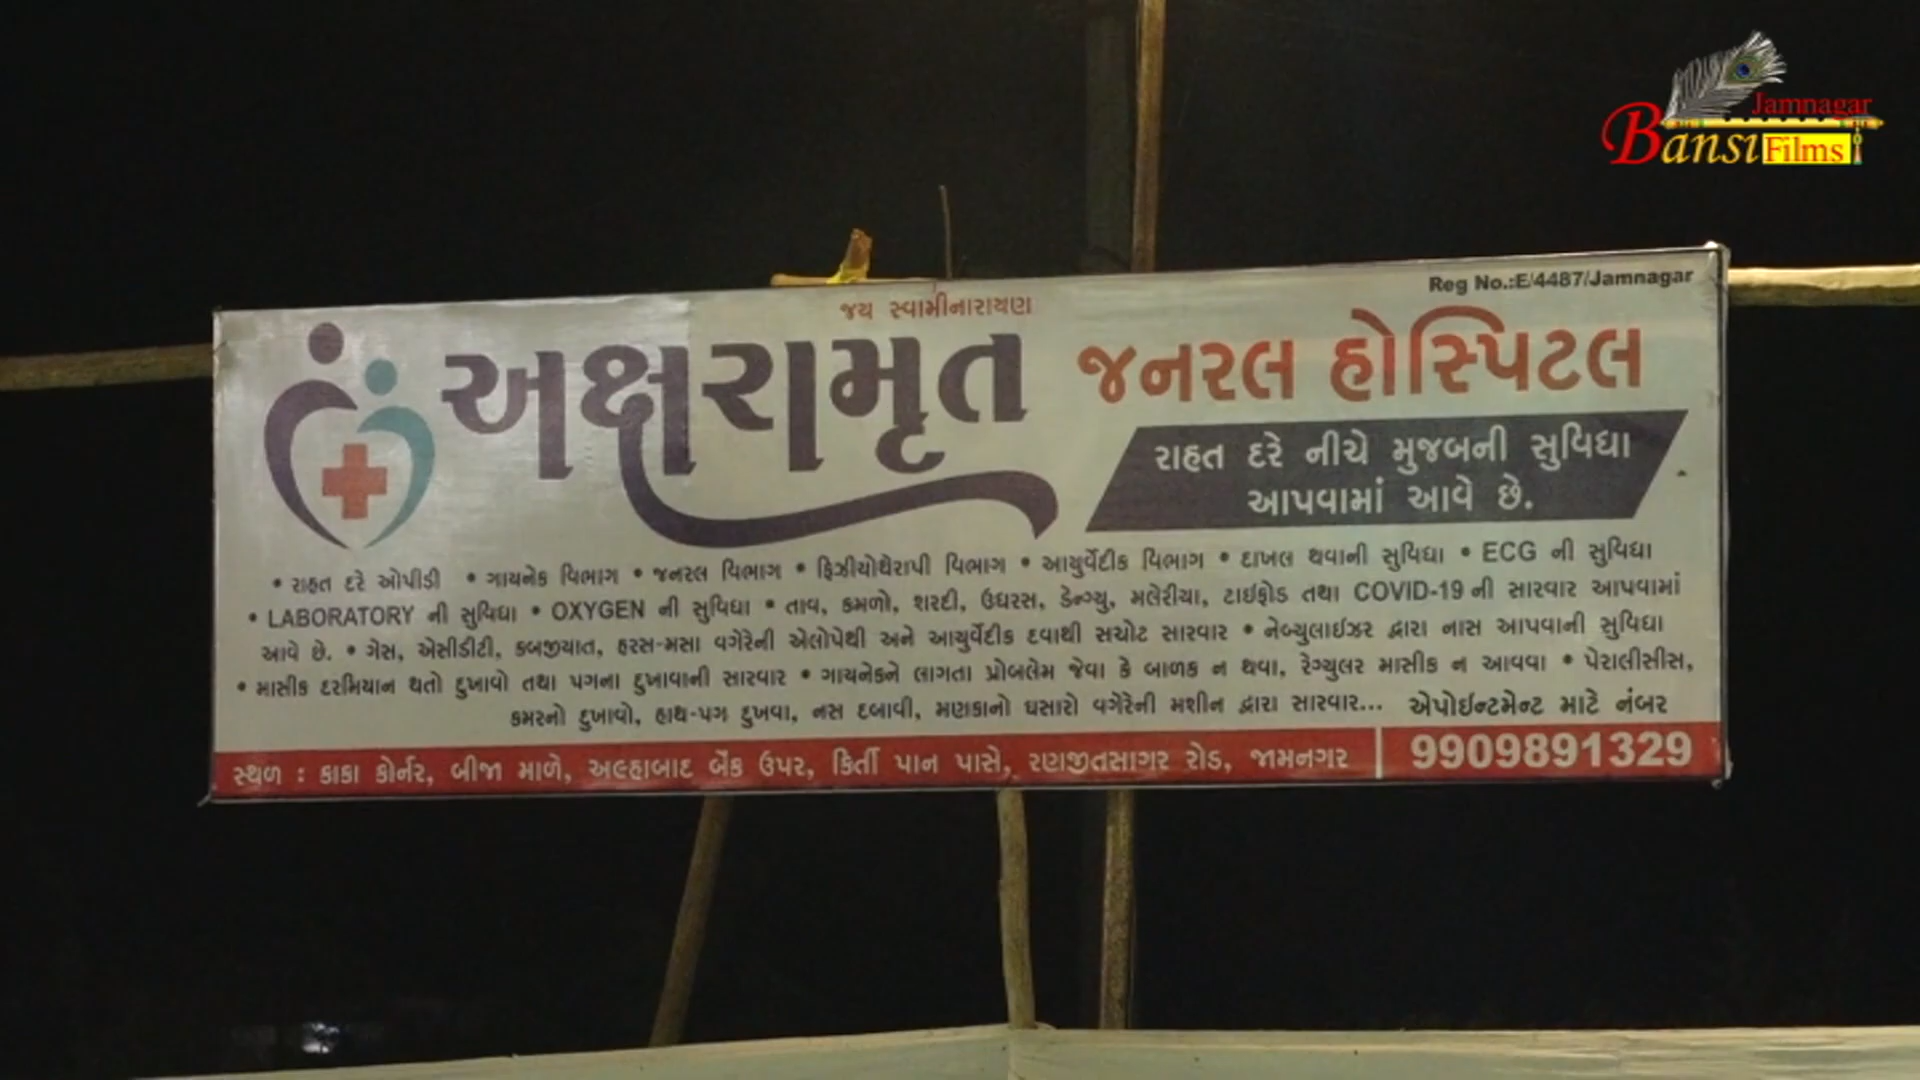 Jamnagar
Bansi Films
Reg No.:E/4487/Jamnagar
જય સ્વામીનારાયણ
અક્ષરામૃત જનરલ હોસ્પિટલ
રાહત દરે નીચે મુજબની સુવિધા
આપવામાં આવે છે.
• રાહત દરે ઓપીડી • ગાયનેક વિભાગ • જનરલ વિભાગ • ફિઝીયોથેરાપી વિભાગ • આયુર્વેદીક વિભાગ • દાખલ થવાની સુવિધા • ECG ની સુવિધા
• LABORATORY ની સુવિધા • OXYGEN ની સુવિધા • તાવ, કમળો, શરદી, ઉધરસ, ડેન્ગ્યુ, મલેરીયા, ટાઈફોડ તથા COVID-19 ની સારવાર આપવામાં
આવે છે. • ગેસ, એસીડીટી, કબજીયાત, હરસ-મસા વગેરેની એલોપેથી અને આયુર્વેદીક દવાથી સચોટ સારવાર • નેબ્યુલાઈઝર દ્વારા નાસ આપવાની સુવિધા
• માસીક દરમિયાન થતો દુખાવો તથા પગના દુખાવાની સારવાર • ગાયનેકને લાગતા પ્રોબલેમ જેવા કે બાળક ન થવા, રેગ્યુલર માસીક ન આવવા • પેરાલીસીસ,
કમરનો દુખાવો, હાથ-પગ દુખવા, નસ દબાવી, મણકાનો ઘસારો વગેરેની મશીન દ્વારા સારવાર... એપોઈન્ટમેન્ટ માટે નંબર
સ્થળ : કાકા કોર્નર, બીજા માળે, અલ્હાબાદ બેંક ઉપર, કિર્તી પાન પાસે, રણજીતસાગર રોડ, જામનગર 9909891329